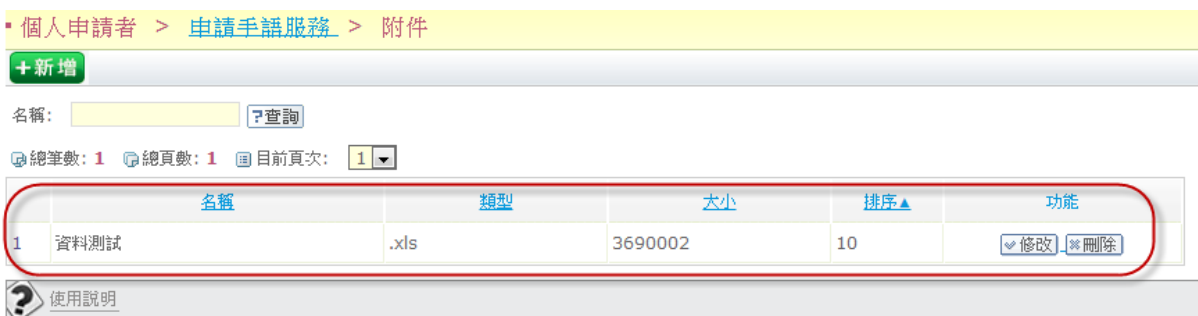 個人申請者 > 申請手語服務 > 附件
+新增
名稱: ?查詢
總筆數: 1 總頁數: 1 目前頁次: 1
名稱 類型 大小 排序▲ 功能
1 資料測試 .xls 3690002 10 修改 刪除
? 使用說明